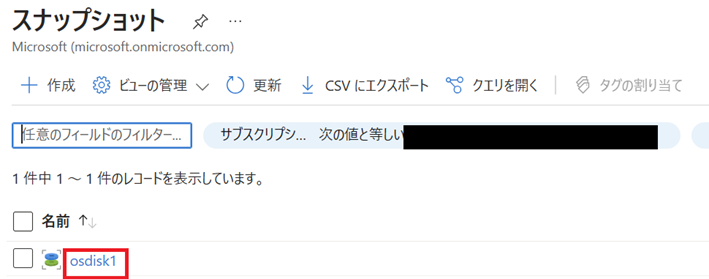 スナップショット
Microsoft (microsoft.onmicrosoft.com)
作成 ビューの管理 更新 CSV にエクスポート クエリを開く タグの割り当て
任意のフィールドのフィルター... サブスクリプシ... 次の値と等しい
1 件中 1 ~ 1 件のレコードを表示しています。
名前
osdisk1